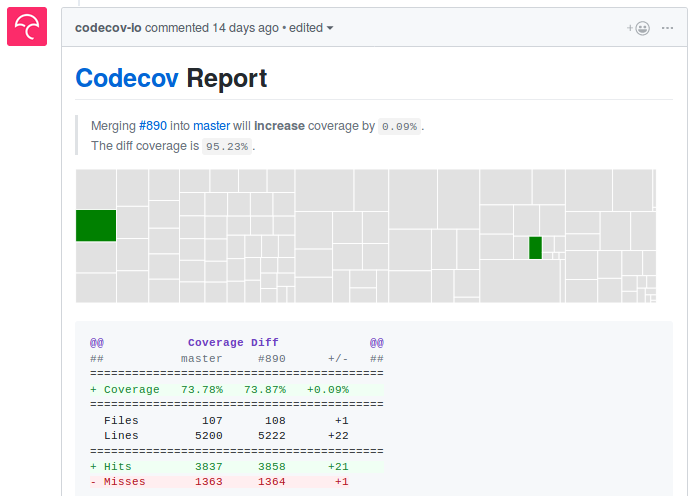 codecov-io commented 14 days ago • edited
Codecov Report
Merging #890 into master will increase coverage by 0.09%.
The diff coverage is 95.23%.
@@ Coverage Diff @@
## master #890 +/- ##
==========================================
+ Coverage 73.78% 73.87% +0.09%
==========================================
Files 107 108 +1
Lines 5200 5222 +22
==========================================
+ Hits 3837 3858 +21
- Misses 1363 1364 +1